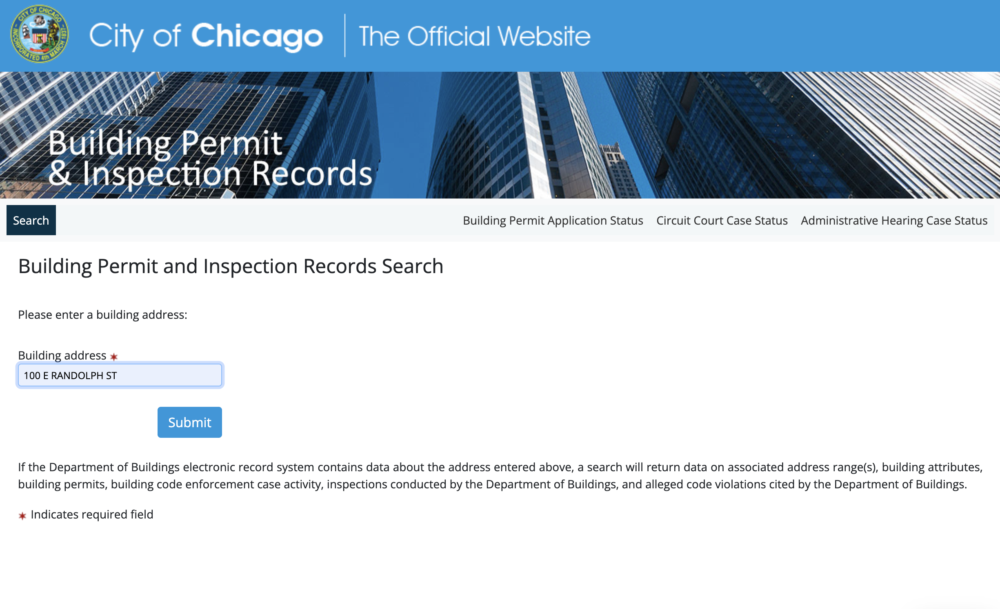 CITY OF CHICAGO
INCORPORATED 4th MARCH 1837
City of Chicago
The Official Website
Building Permit
& Inspection Records
Search
Building Permit Application Status
Circuit Court Case Status
Administrative Hearing Case Status
Building Permit and Inspection Records Search
Please enter a building address:
Building address
100 E RANDOLPH ST
Submit
If the Department of Buildings electronic record system contains data about the address entered above, a search will return data on associated address range(s), building attributes,
building permits, building code enforcement case activity, inspections conducted by the Department of Buildings, and alleged code violations cited by the Department of Buildings.
Indicates required field